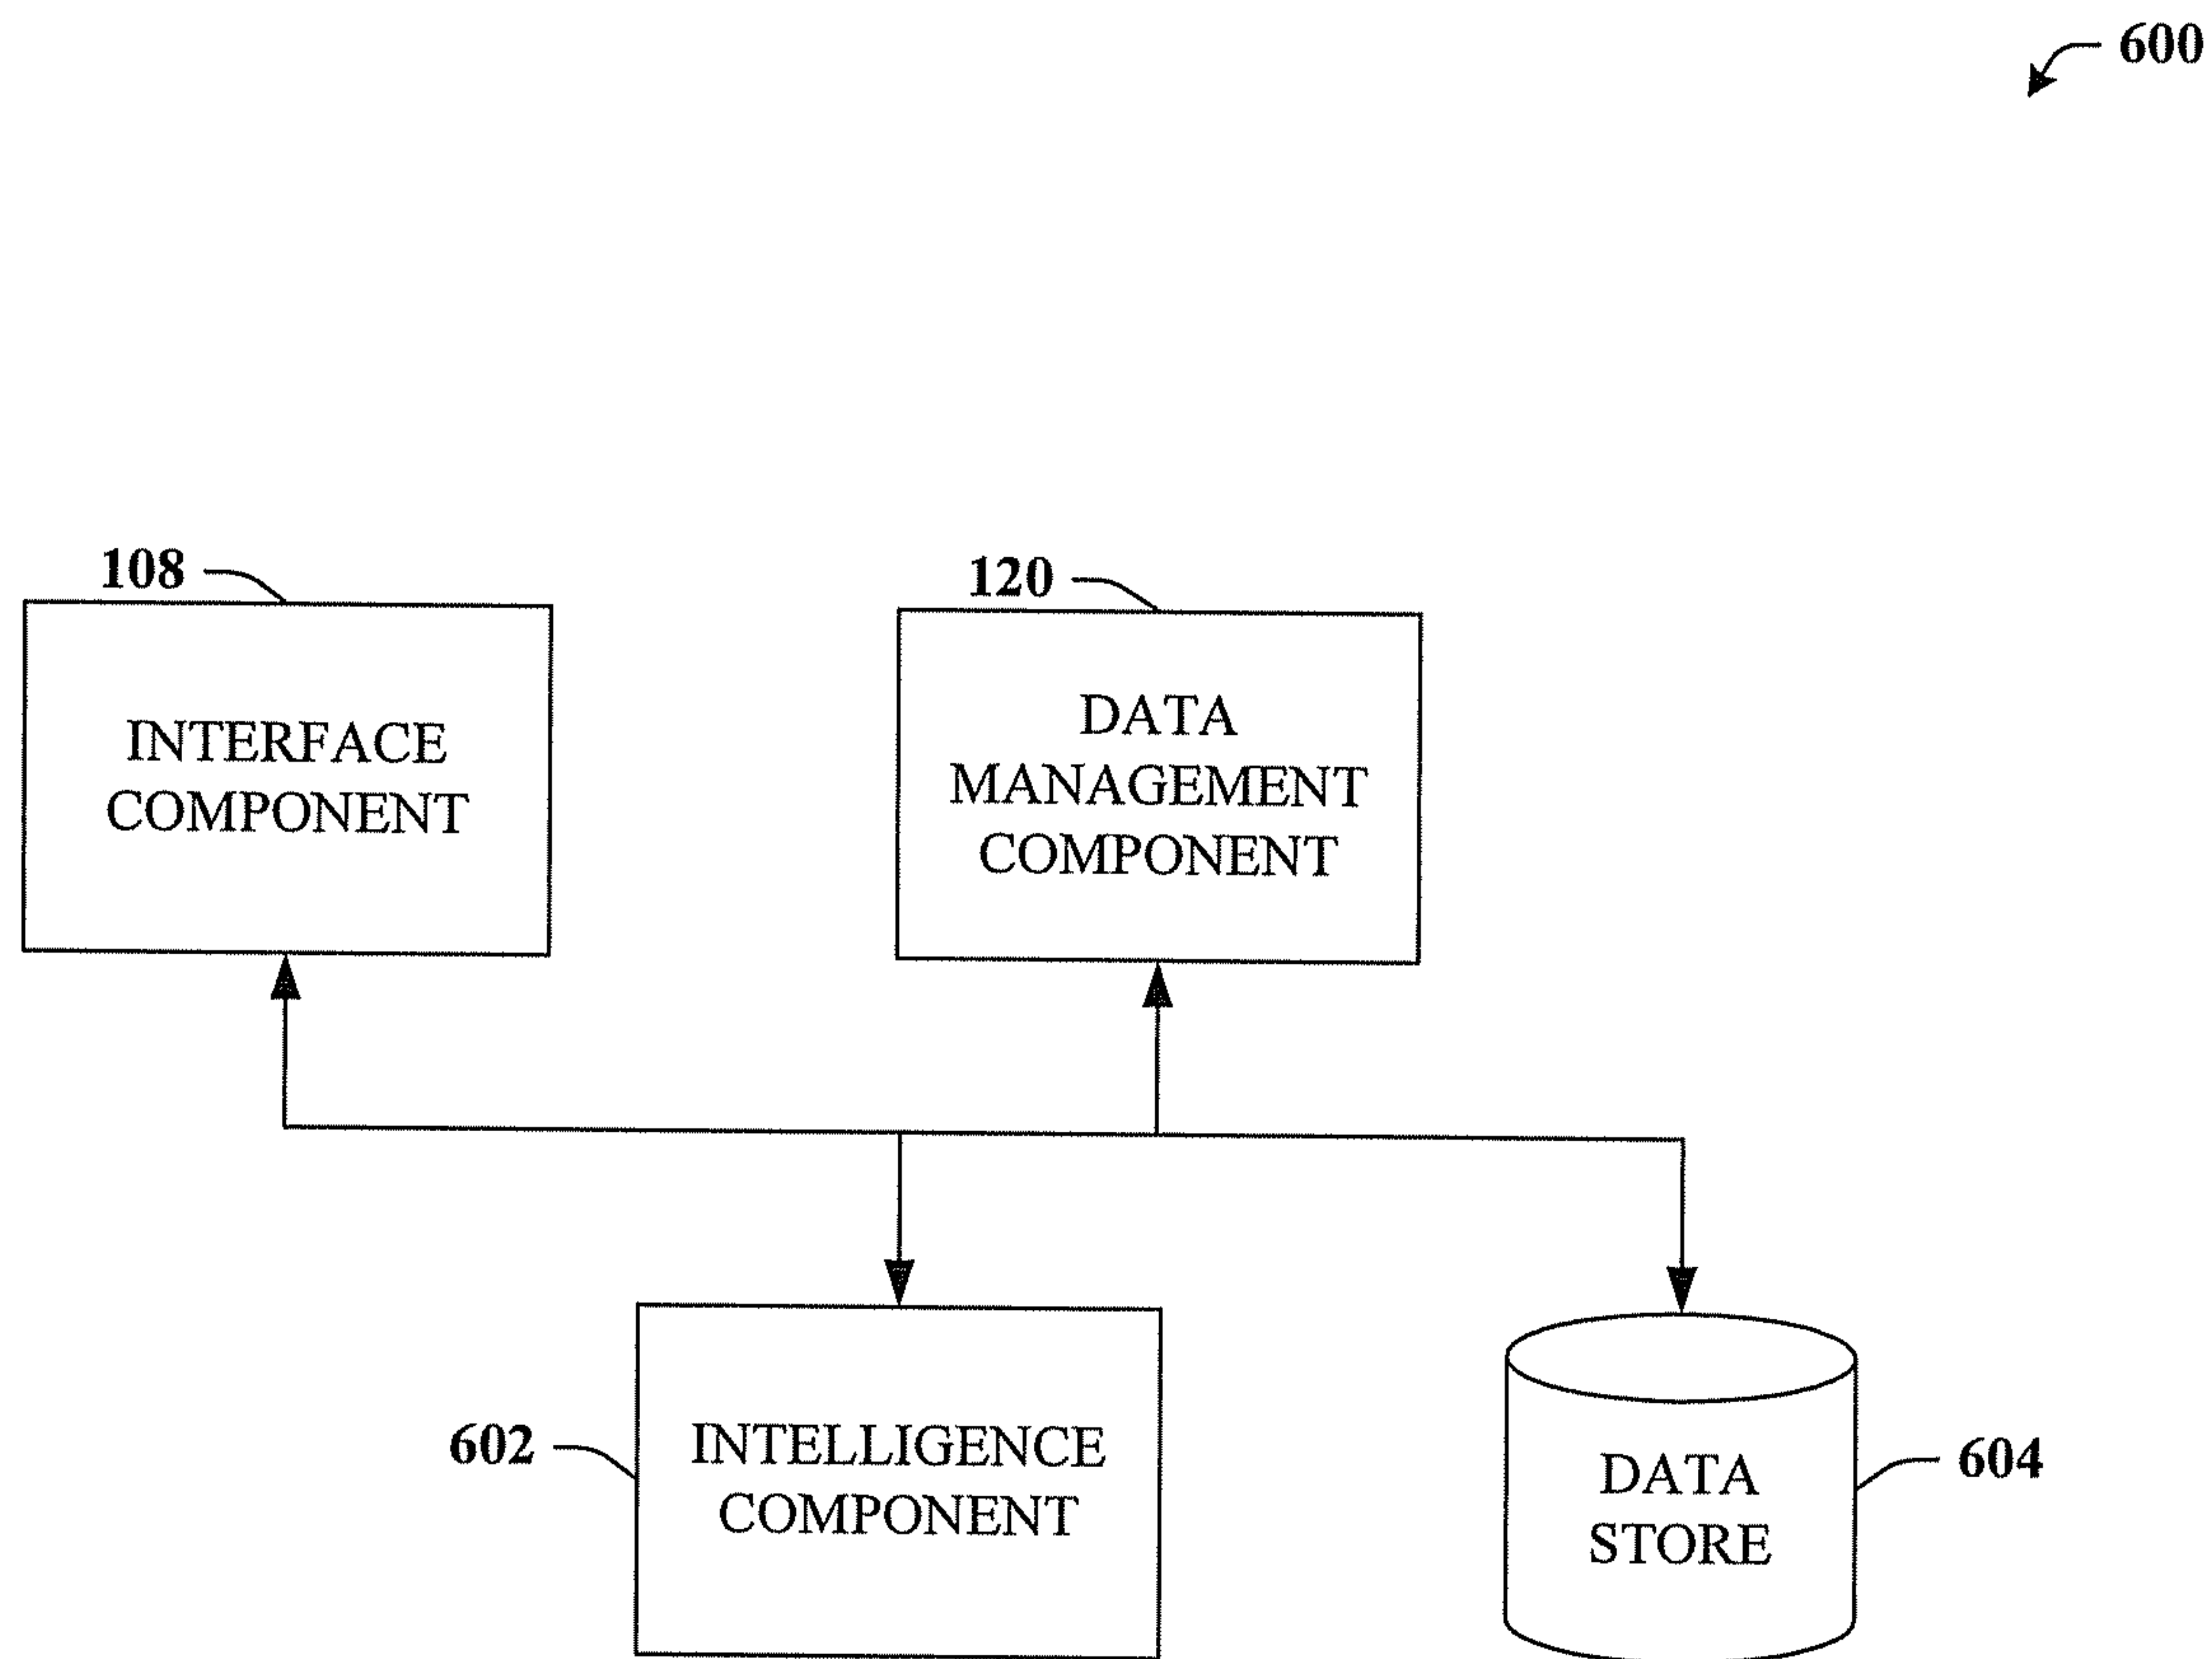 600
108
INTERFACE
COMPONENT
120
DATA
MANAGEMENT
COMPONENT
602
INTELLIGENCE
COMPONENT
DATA
STORE
604